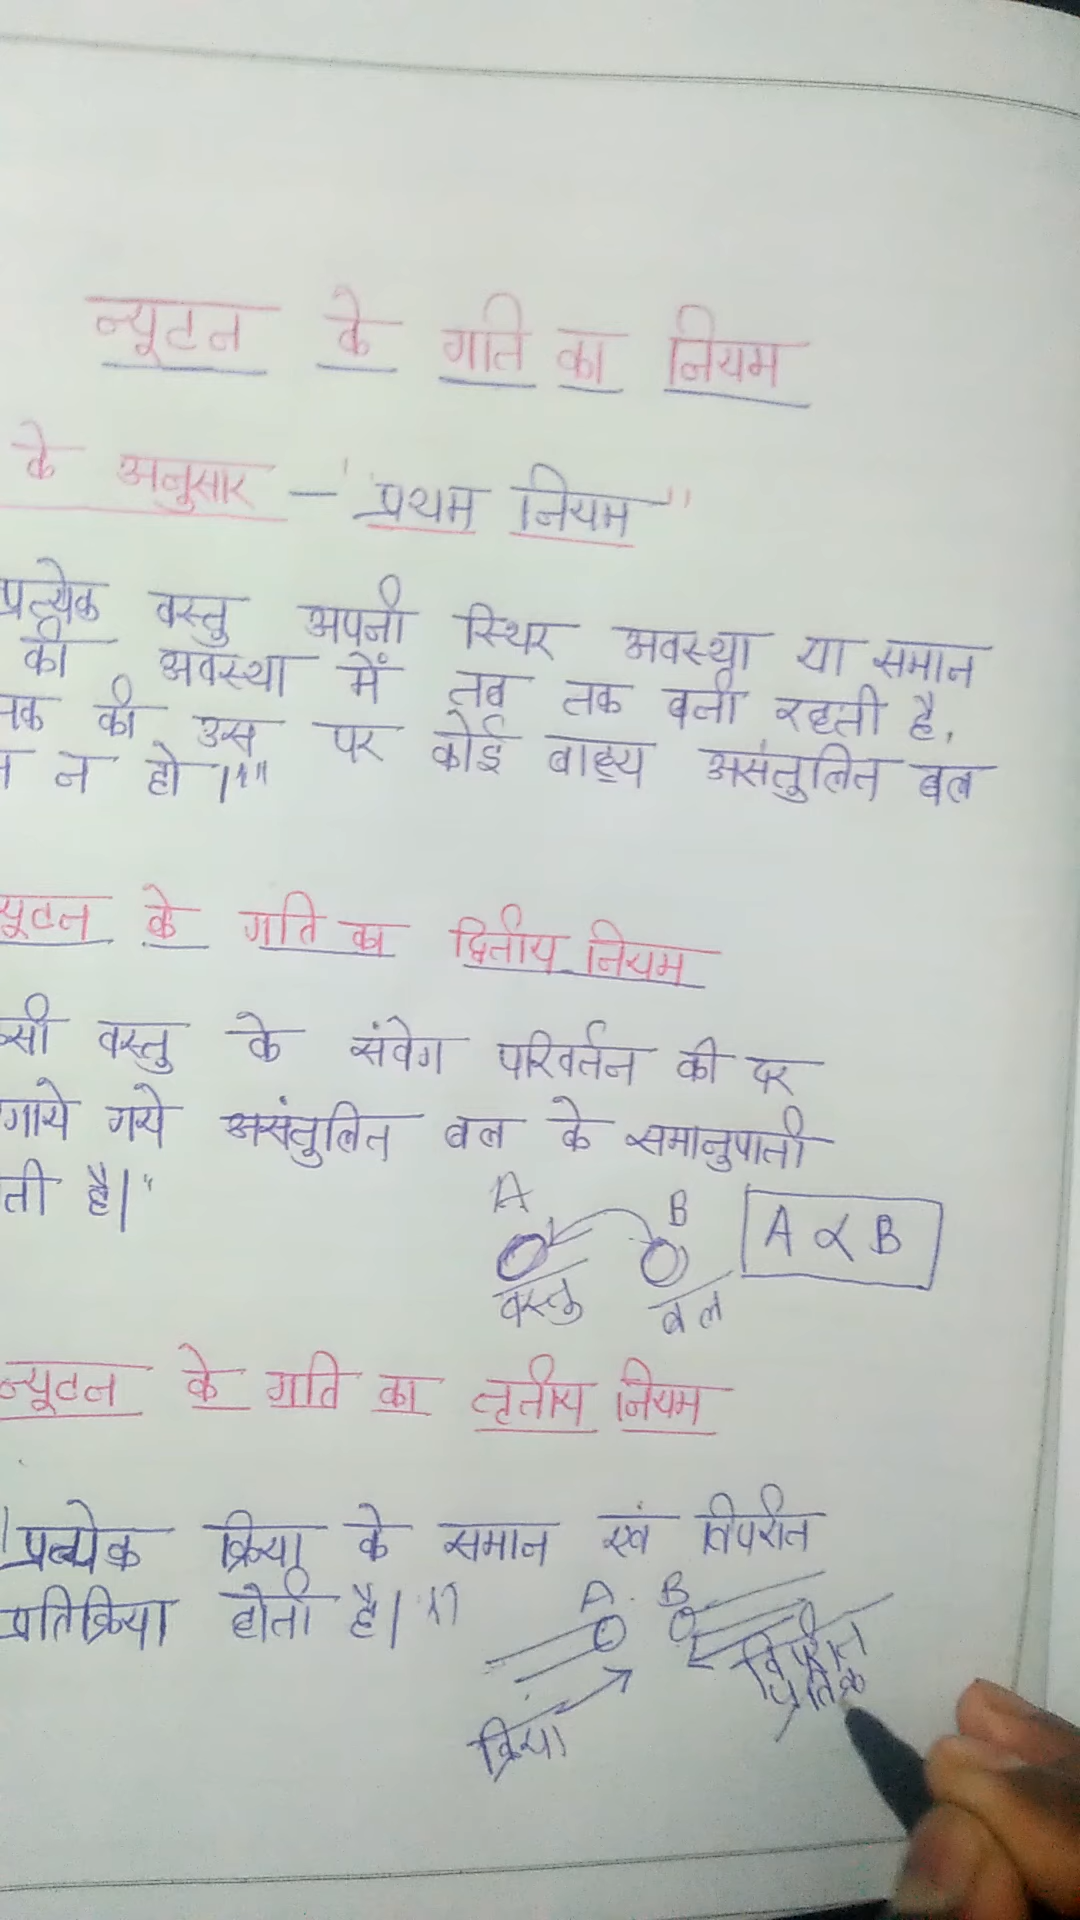 न्यूटन के गति का नियम
के अनुसार - "प्रथम नियम"
प्रत्येक वस्तु अपनी स्थिर अवस्था या समान
की अवस्था में तब तक बनी रहती है,
की उस पर कोई बाह्य असंतुलित बल
न हो।"
यूटन के गति का द्वितीय नियम
सी वस्तु के संवेग परिवर्तन की दर
गाये गये असंतुलित बल के समानुपाती
ती है।"
A B
A ∝ B
वस्तु बल
न्यूटन के गति का तृतीय नियम
"प्रत्येक क्रिया के समान एवं विपरीत
प्रतिक्रिया होती है।"
A B
क्रिया
विपरीत